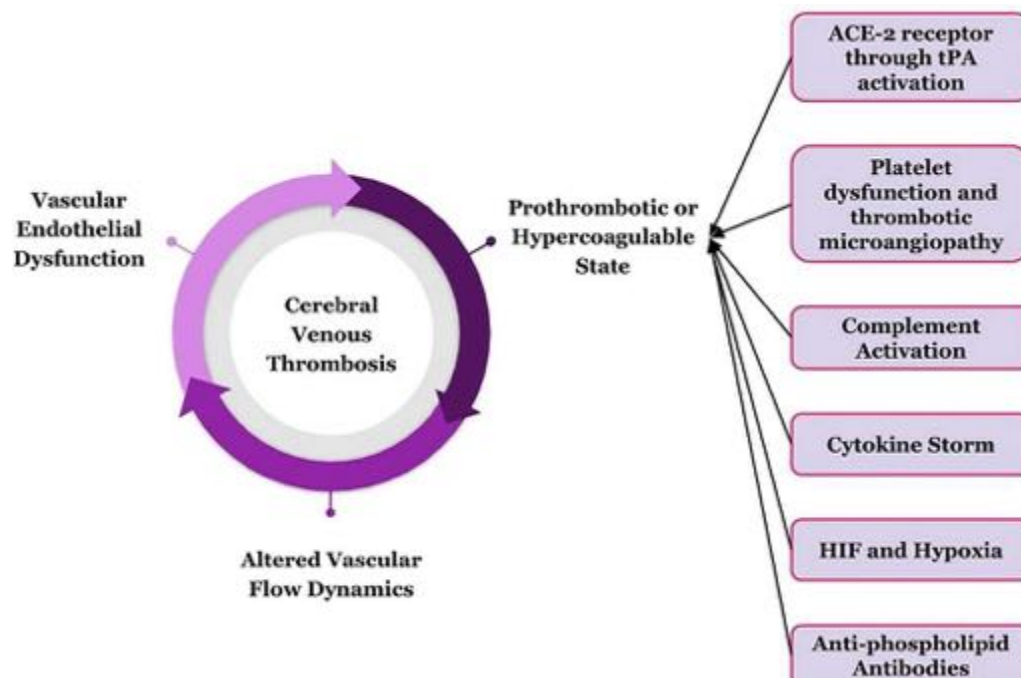 Vascular
Endothelial
Dysfunction
Cerebral
Venous
Thrombosis
Altered Vascular
Flow Dynamics
Prothrombotic or
Hypercoagulable
State
ACE-2 receptor
through tPA
activation
Platelet
dysfunction and
thrombotic
microangiopathy
Complement
Activation
Cytokine Storm
HIF and Hypoxia
Anti-phospholipid
Antibodies